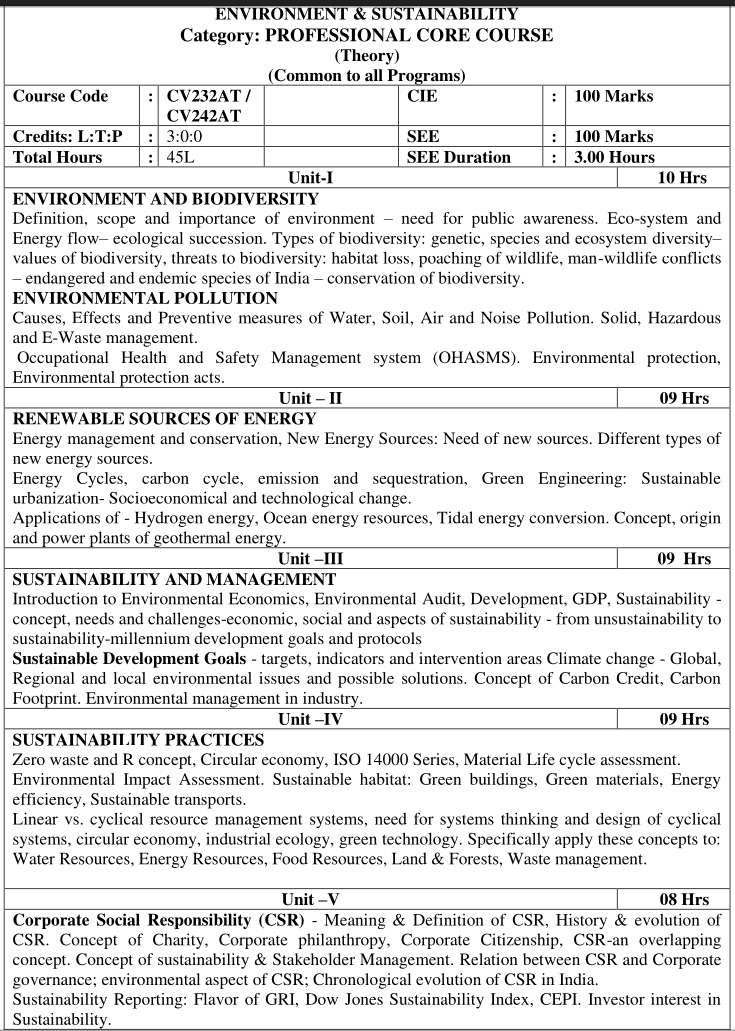 ENVIRONMENT & SUSTAINABILITY
Category: PROFESSIONAL CORE COURSE
(Theory)
(Common to all Programs)
Course Code : CV232AT / CIE : 100 Marks
CV242AT
Credits: L:T:P : 3:0:0 SEE : 100 Marks
Total Hours : 45L SEE Duration : 3.00 Hours
Unit-I 10 Hrs
ENVIRONMENT AND BIODIVERSITY
Definition, scope and importance of environment – need for public awareness. Eco-system and
Energy flow– ecological succession. Types of biodiversity: genetic, species and ecosystem diversity–
values of biodiversity, threats to biodiversity: habitat loss, poaching of wildlife, man-wildlife conflicts
– endangered and endemic species of India – conservation of biodiversity.
ENVIRONMENTAL POLLUTION
Causes, Effects and Preventive measures of Water, Soil, Air and Noise Pollution. Solid, Hazardous
and E-Waste management.
Occupational Health and Safety Management system (OHASMS). Environmental protection,
Environmental protection acts.
Unit – II 09 Hrs
RENEWABLE SOURCES OF ENERGY
Energy management and conservation, New Energy Sources: Need of new sources. Different types of
new energy sources.
Energy Cycles, carbon cycle, emission and sequestration, Green Engineering: Sustainable
urbanization- Socioeconomical and technological change.
Applications of - Hydrogen energy, Ocean energy resources, Tidal energy conversion. Concept, origin
and power plants of geothermal energy.
Unit –III 09 Hrs
SUSTAINABILITY AND MANAGEMENT
Introduction to Environmental Economics, Environmental Audit, Development, GDP, Sustainability -
concept, needs and challenges-economic, social and aspects of sustainability - from unsustainability to
sustainability-millennium development goals and protocols
Sustainable Development Goals - targets, indicators and intervention areas Climate change - Global,
Regional and local environmental issues and possible solutions. Concept of Carbon Credit, Carbon
Footprint. Environmental management in industry.
Unit –IV 09 Hrs
SUSTAINABILITY PRACTICES
Zero waste and R concept, Circular economy, ISO 14000 Series, Material Life cycle assessment.
Environmental Impact Assessment. Sustainable habitat: Green buildings, Green materials, Energy
efficiency, Sustainable transports.
Linear vs. cyclical resource management systems, need for systems thinking and design of cyclical
systems, circular economy, industrial ecology, green technology. Specifically apply these concepts to:
Water Resources, Energy Resources, Food Resources, Land & Forests, Waste management.
Unit –V 08 Hrs
Corporate Social Responsibility (CSR) - Meaning & Definition of CSR, History & evolution of
CSR. Concept of Charity, Corporate philanthropy, Corporate Citizenship, CSR-an overlapping
concept. Concept of sustainability & Stakeholder Management. Relation between CSR and Corporate
governance; environmental aspect of CSR; Chronological evolution of CSR in India.
Sustainability Reporting: Flavor of GRI, Dow Jones Sustainability Index, CEPI. Investor interest in
Sustainability.